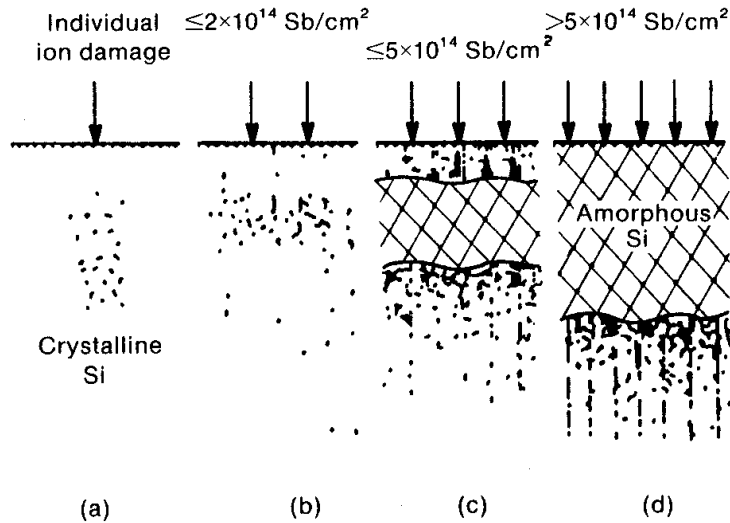 Individual
ion damage
≤2×10¹⁴ Sb/cm²
≤5×10¹⁴ Sb/cm²
>5×10¹⁴ Sb/cm²
Amorphous
Si
Crystalline
Si
(a)
(b)
(c)
(d)